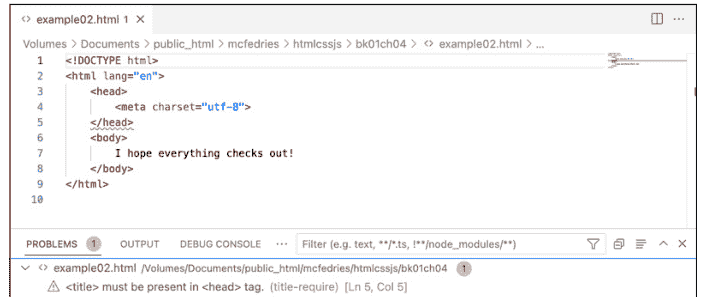 <> example02.html 1 ×
Volumes > Documents > public_html > mcfedries > htmlcssjs > bk01ch04 > <> example02.html > ...
1 <!DOCTYPE html>
2 <html lang="en">
3 <head>
4 <meta charset="utf-8">
5 </head>
6 <body>
7 I hope everything checks out!
8 </body>
9 </html>
10
PROBLEMS 1 OUTPUT DEBUG CONSOLE ... Filter (e.g. text, **/*.ts, !**/node_modules/**)
<> example02.html /Volumes/Documents/public_html/mcfedries/htmlcssjs/bk01ch04 1
<title> must be present in <head> tag. (title-require) [Ln 5, Col 5]